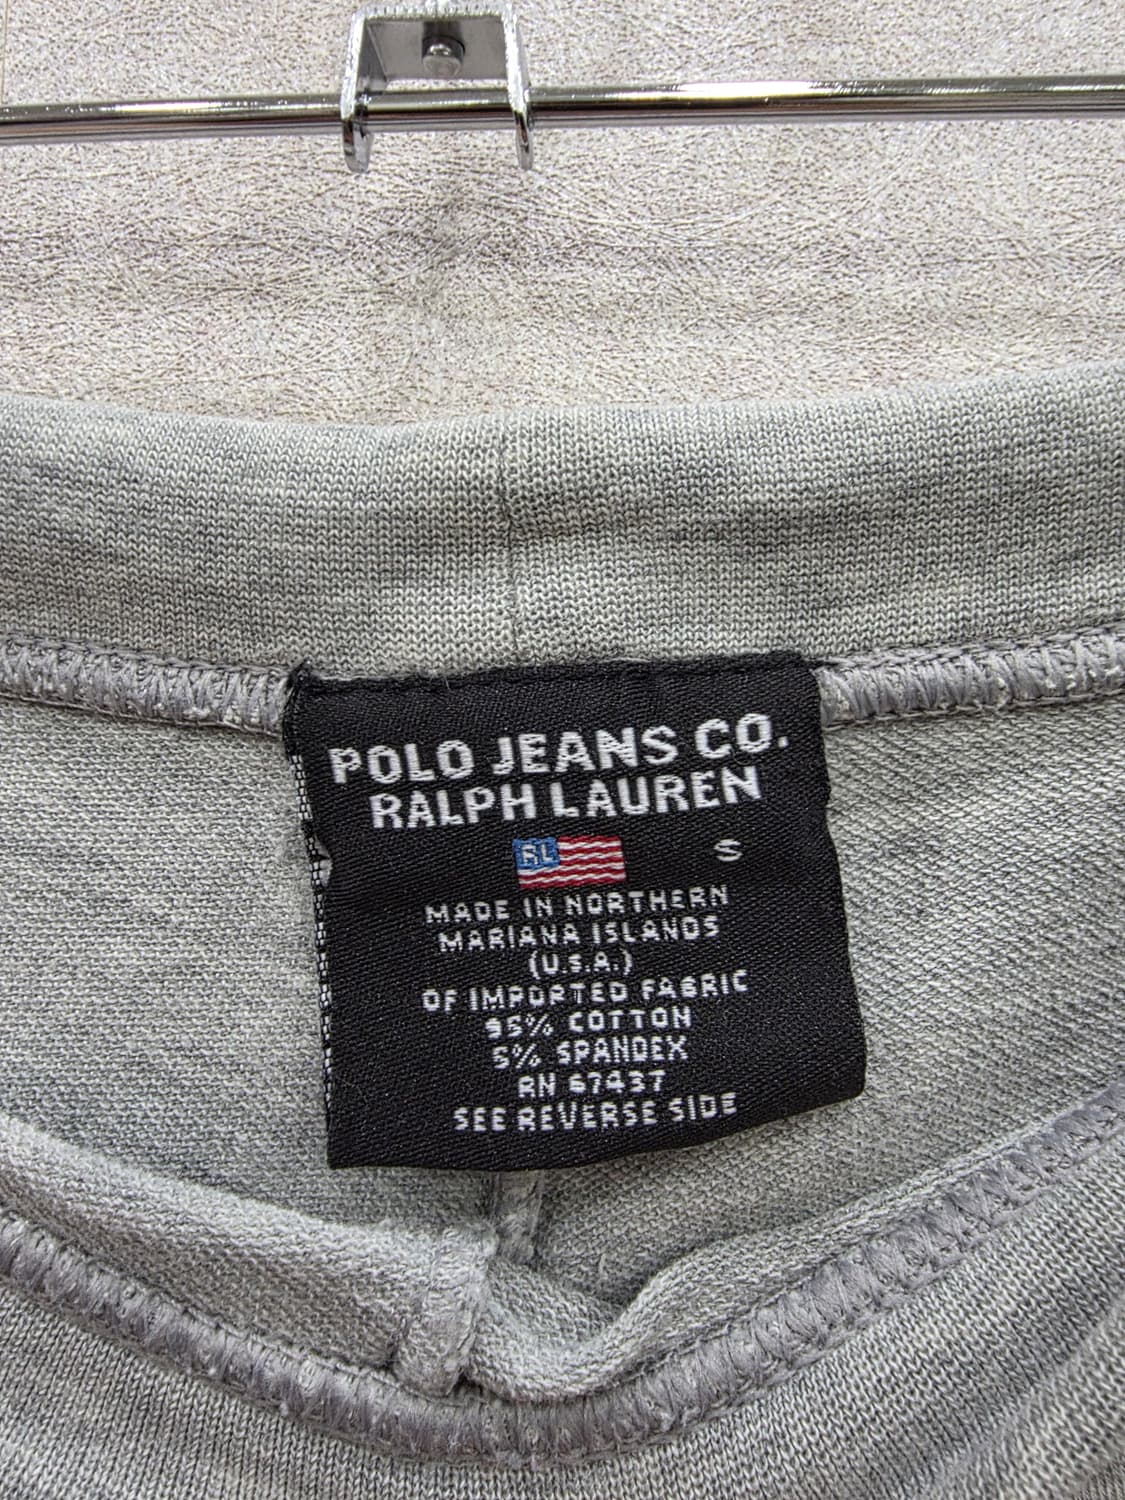 POLO JEANS CO.
RALPH LAUREN
RL S
MADE IN NORTHERN
MARIANA ISLANDS
(U.S.A.)
OF IMPORTED FABRIC
95% COTTON
5% SPANDEX
RN 67437
SEE REVERSE SIDE